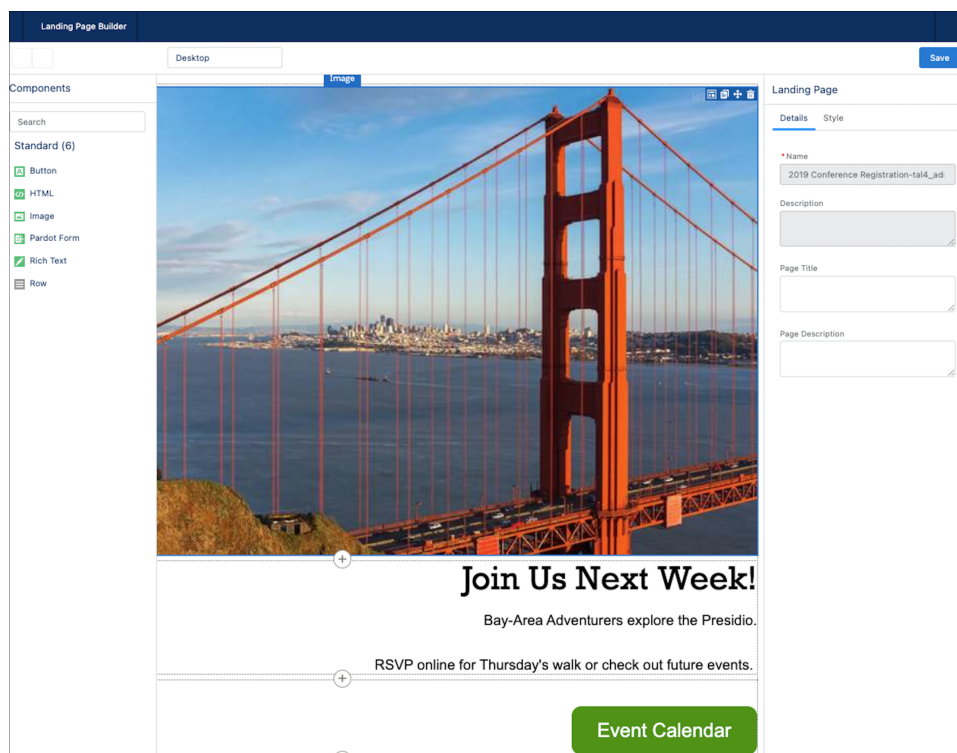 Landing Page Builder
Desktop
Save
Components
Search
Standard (6)
Button
HTML
Image
Pardot Form
Rich Text
Row
Image
Join Us Next Week!
Bay-Area Adventurers explore the Presidio.
RSVP online for Thursday's walk or check out future events.
Event Calendar
Landing Page
Details Style
*Name
2019 Conference Registration-tal4_ad
Description
Page Title
Page Description